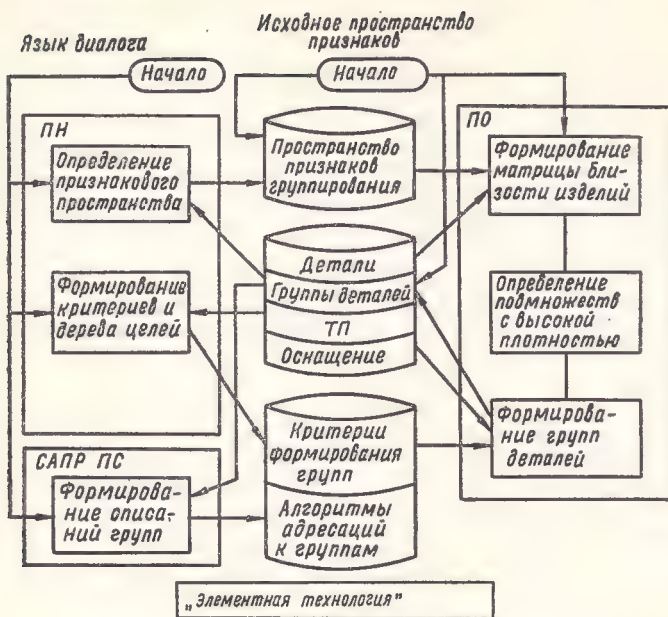 Язык диалога
Исходное пространство
признаков
Начало
Начало
ПН
ПО
Определение
признакового
пространства
Пространство
признаков
группирования
Формирование
матрицы бли-
зости изделий
Детали
Группы деталей
ТП
Оснащение
Формирование
критериев и
дерева целей
Определение
подмножеств
с высокой
плотностью
Критерии
формирования
групп
Формирова-
ние групп
деталей
САПР ПС
Формирова-
ние описа-
ний групп
Алгоритмы
адресаций
к группам
„Элементная технология"